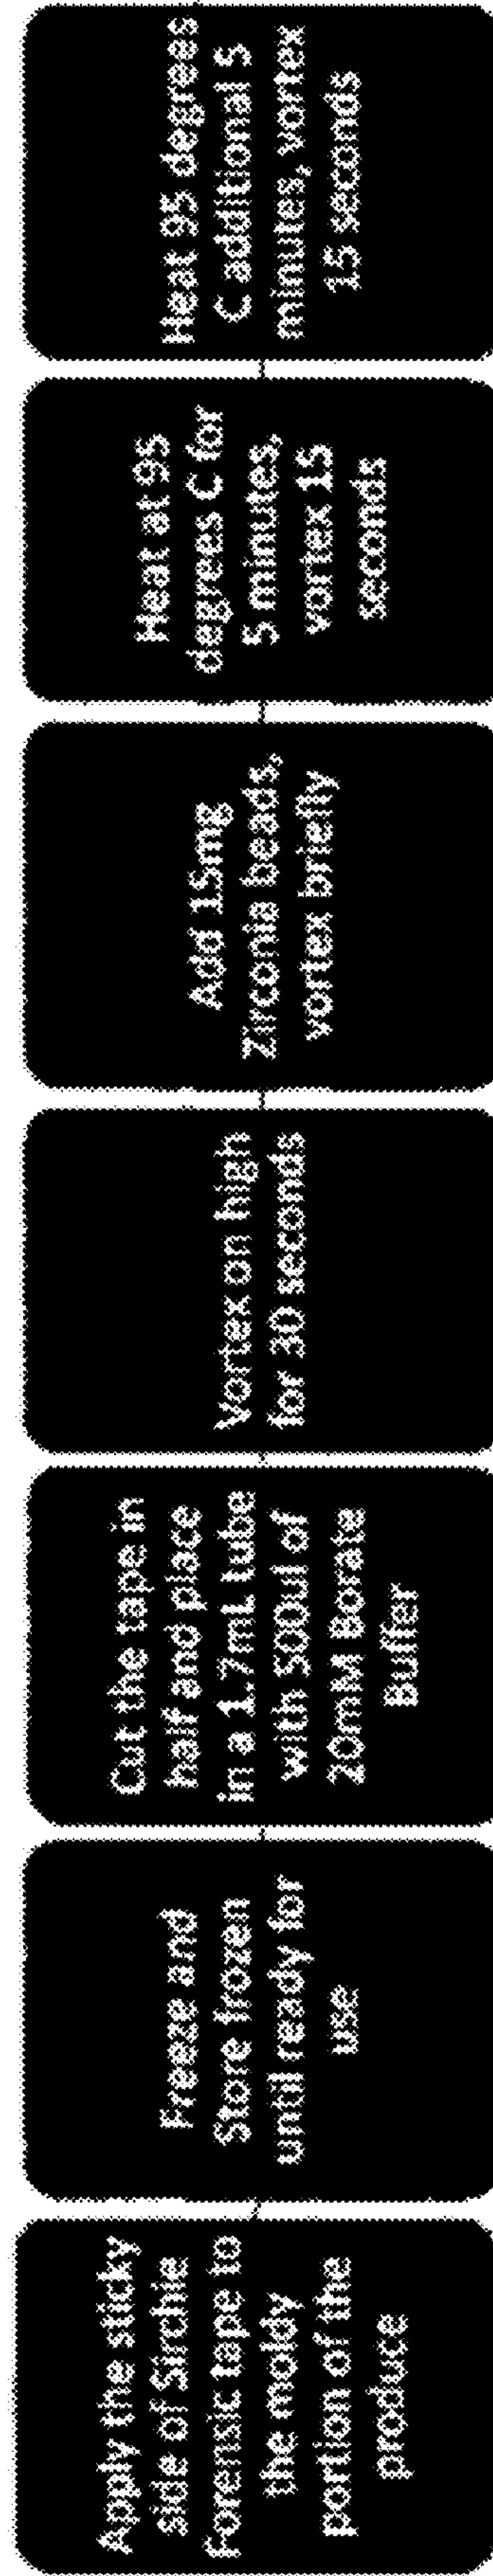 Apply the sticky
side of Sirchie
Forensic tape to
the moldy
portion of the
produce
Freeze and
Store frozen
until ready for
use
Cut the tape in
half and place
in a 1.7mL tube
with 500ul of
20mM Borate
Buffer
Vortex on high
for 30 seconds
Add 15mg
Zirconia beads,
vortex briefly
Heat at 95
degrees C for
5 minutes,
vortex 15
seconds
Heat 95 degrees
C additional 5
minutes, vortex
15 seconds